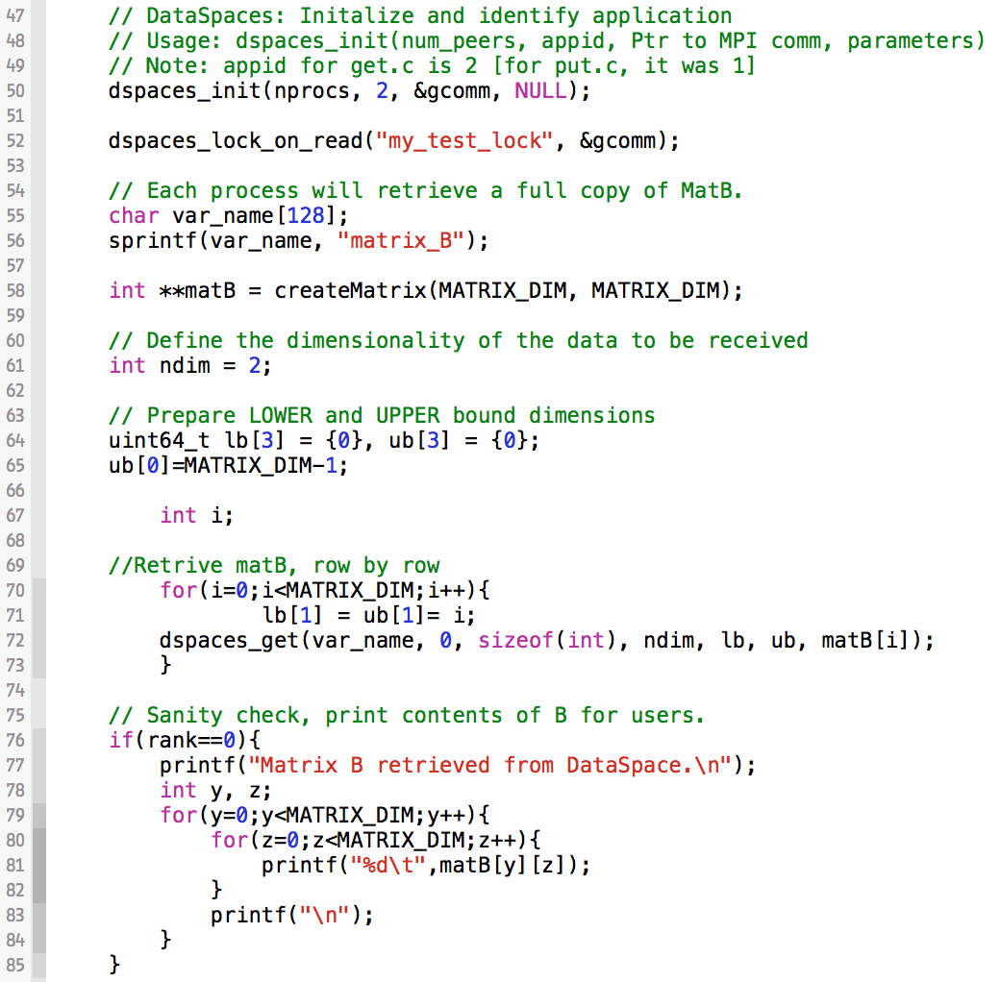 47 // DataSpaces: Initalize and identify application
48 // Usage: dspaces_init(num_peers, appid, Ptr to MPI comm, parameters)
49 // Note: appid for get.c is 2 [for put.c, it was 1]
50 dspaces_init(nprocs, 2, &gcomm, NULL);
51
52 dspaces_lock_on_read("my_test_lock", &gcomm);
53
54 // Each process will retrieve a full copy of MatB.
55 char var_name[128];
56 sprintf(var_name, "matrix_B");
57
58 int **matB = createMatrix(MATRIX_DIM, MATRIX_DIM);
59
60 // Define the dimensionality of the data to be received
61 int ndim = 2;
62
63 // Prepare LOWER and UPPER bound dimensions
64 uint64_t lb[3] = {0}, ub[3] = {0};
65 ub[0]=MATRIX_DIM-1;
66
67 int i;
68
69 //Retrive matB, row by row
70 for(i=0;i<MATRIX_DIM;i++){
71 lb[1] = ub[1]= i;
72 dspaces_get(var_name, 0, sizeof(int), ndim, lb, ub, matB[i]);
73 }
74
75 // Sanity check, print contents of B for users.
76 if(rank==0){
77 printf("Matrix B retrieved from DataSpace.\n");
78 int y, z;
79 for(y=0;y<MATRIX_DIM;y++){
80 for(z=0;z<MATRIX_DIM;z++){
81 printf("%d\t",matB[y][z]);
82 }
83 printf("\n");
84 }
85 }